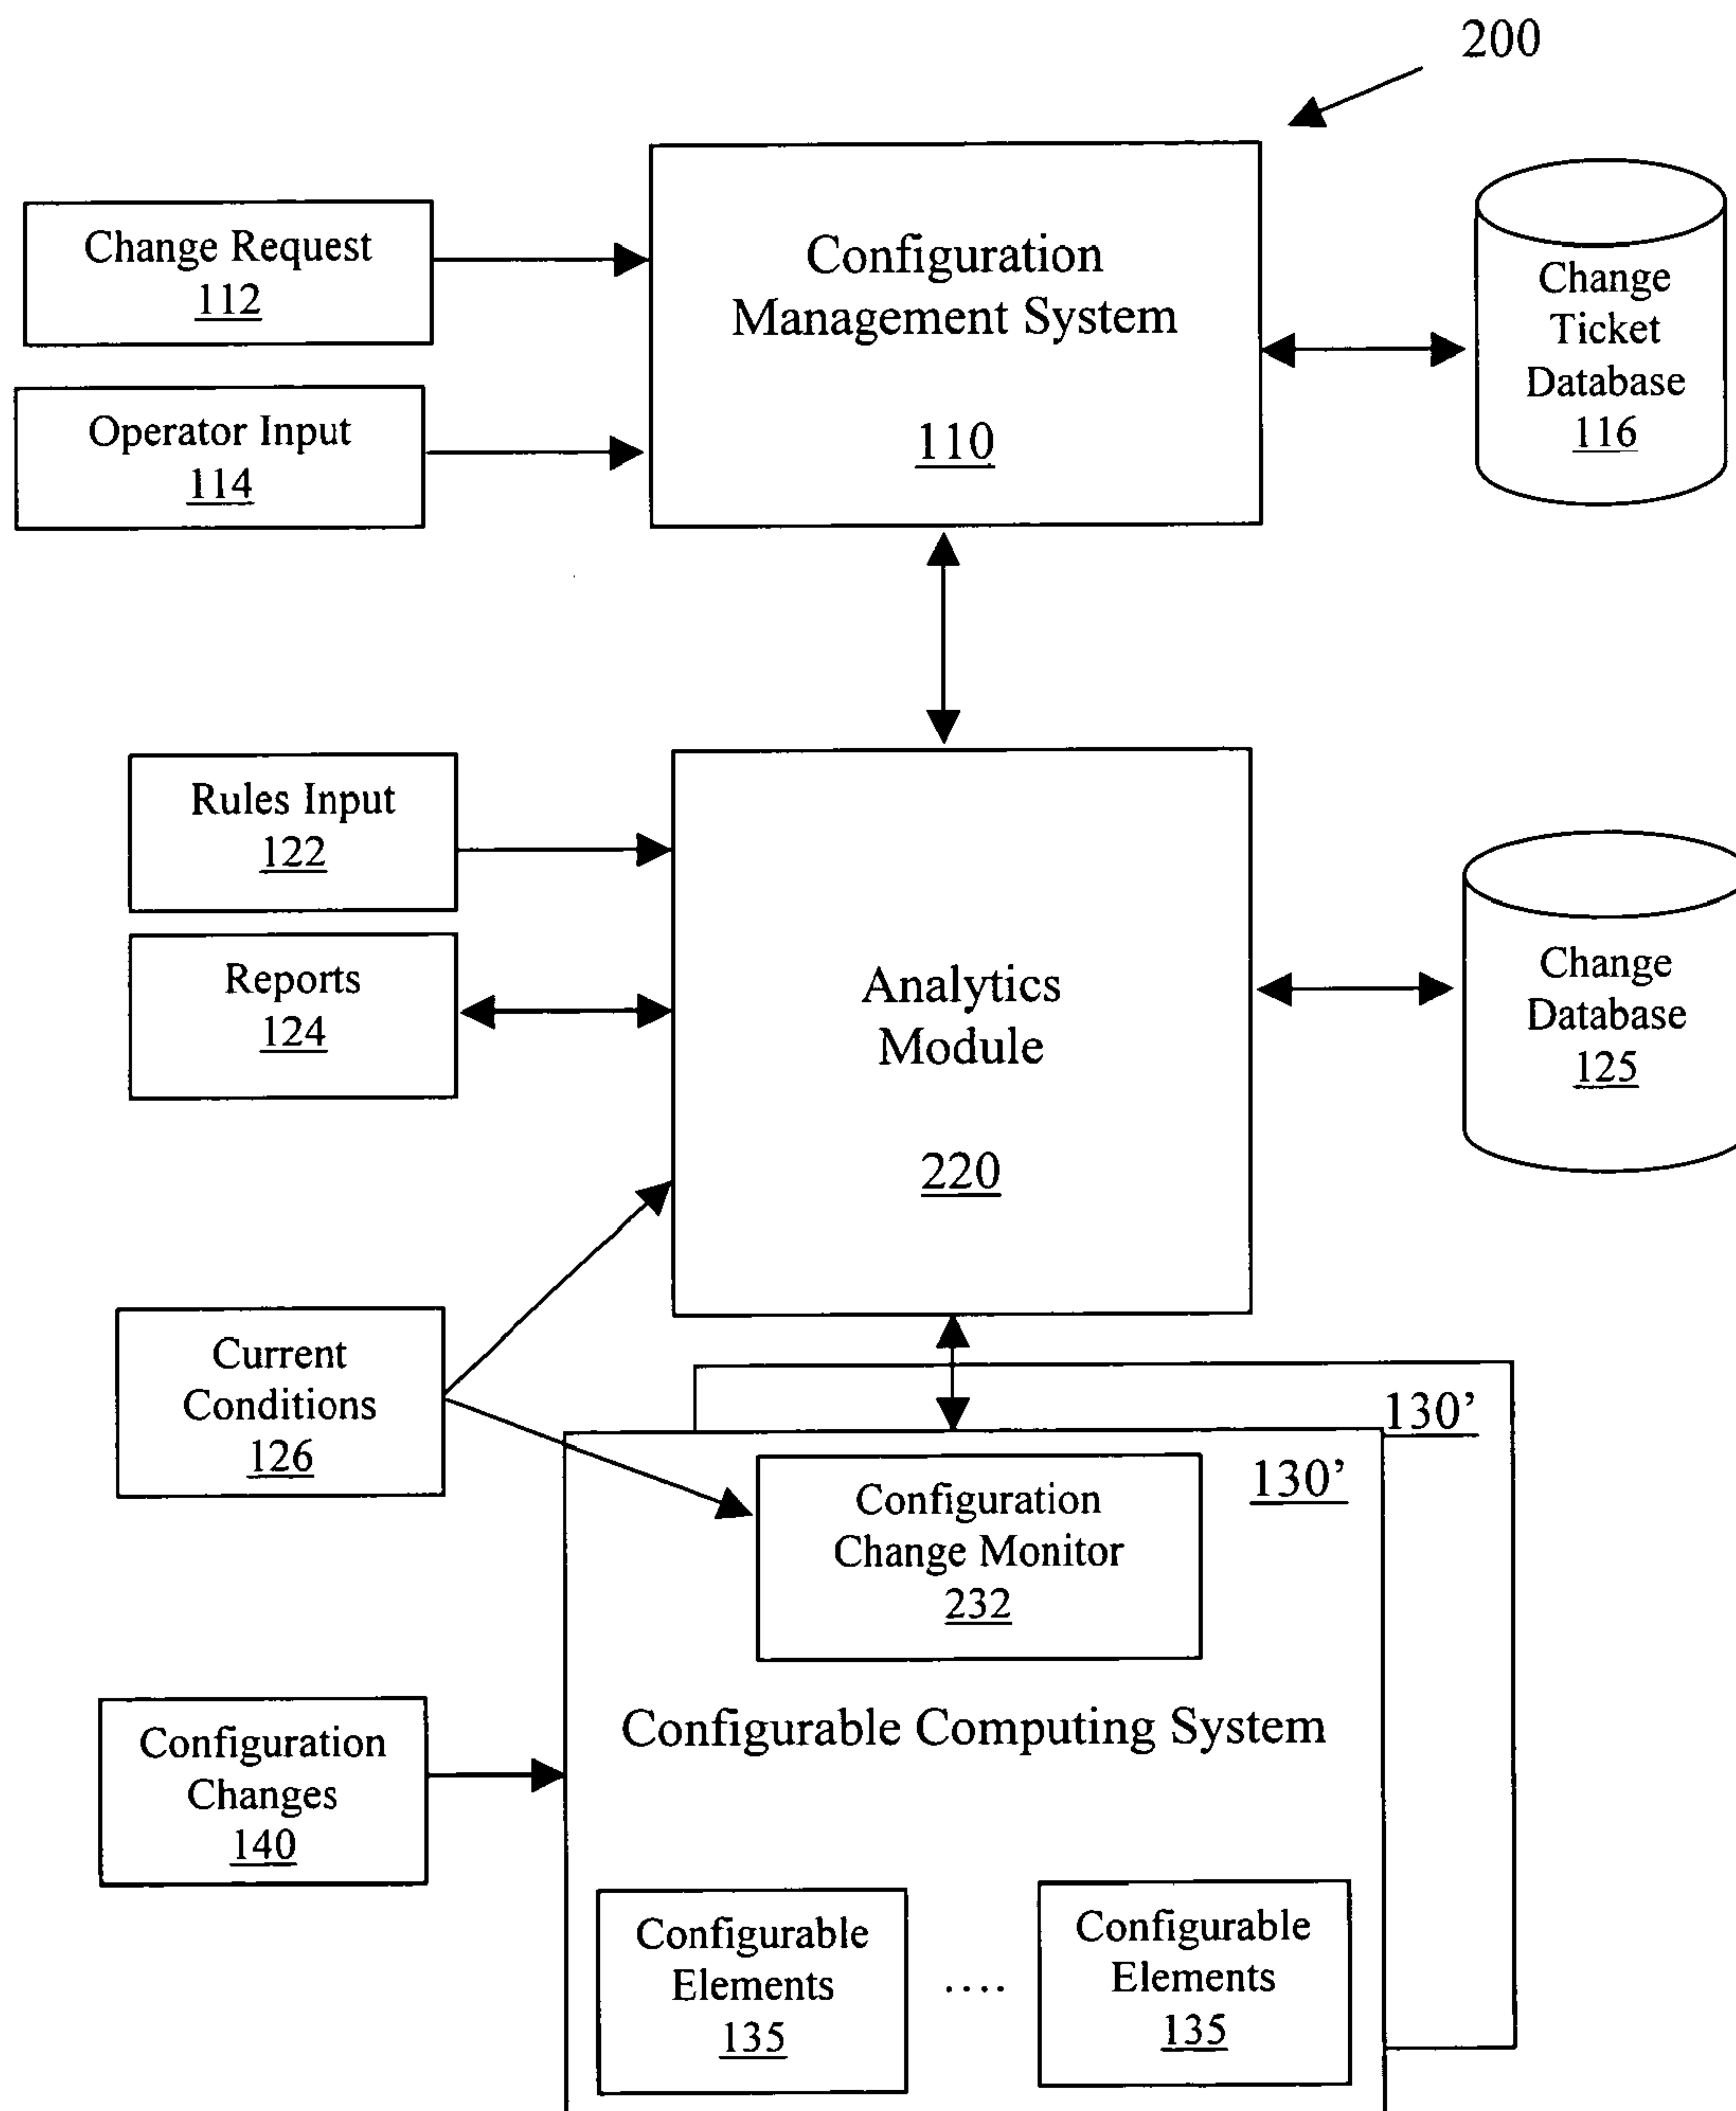 200
Change Request
112
Configuration
Management System
110
Change
Ticket
Database
116
Operator Input
114
Rules Input
122
Reports
124
Analytics
Module
220
Change
Database
125
Current
Conditions
126
130’
130’
Configuration
Change Monitor
232
Configurable Computing System
Configuration
Changes
140
Configurable
Elements
135
....
Configurable
Elements
135